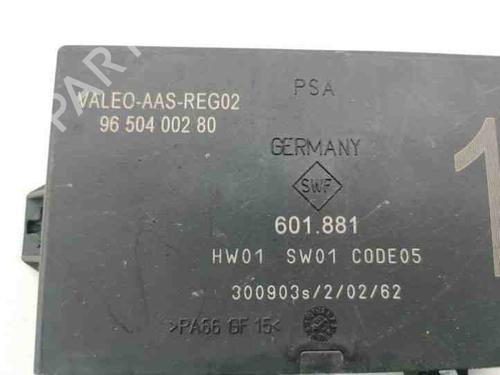 VALEO-AAS-REG02
96 504 002 80
PSA
GERMANY
SWF
601.881
HW01 SW01 CODE05
300903s/2/02/62
>PA66 GF 15<
1